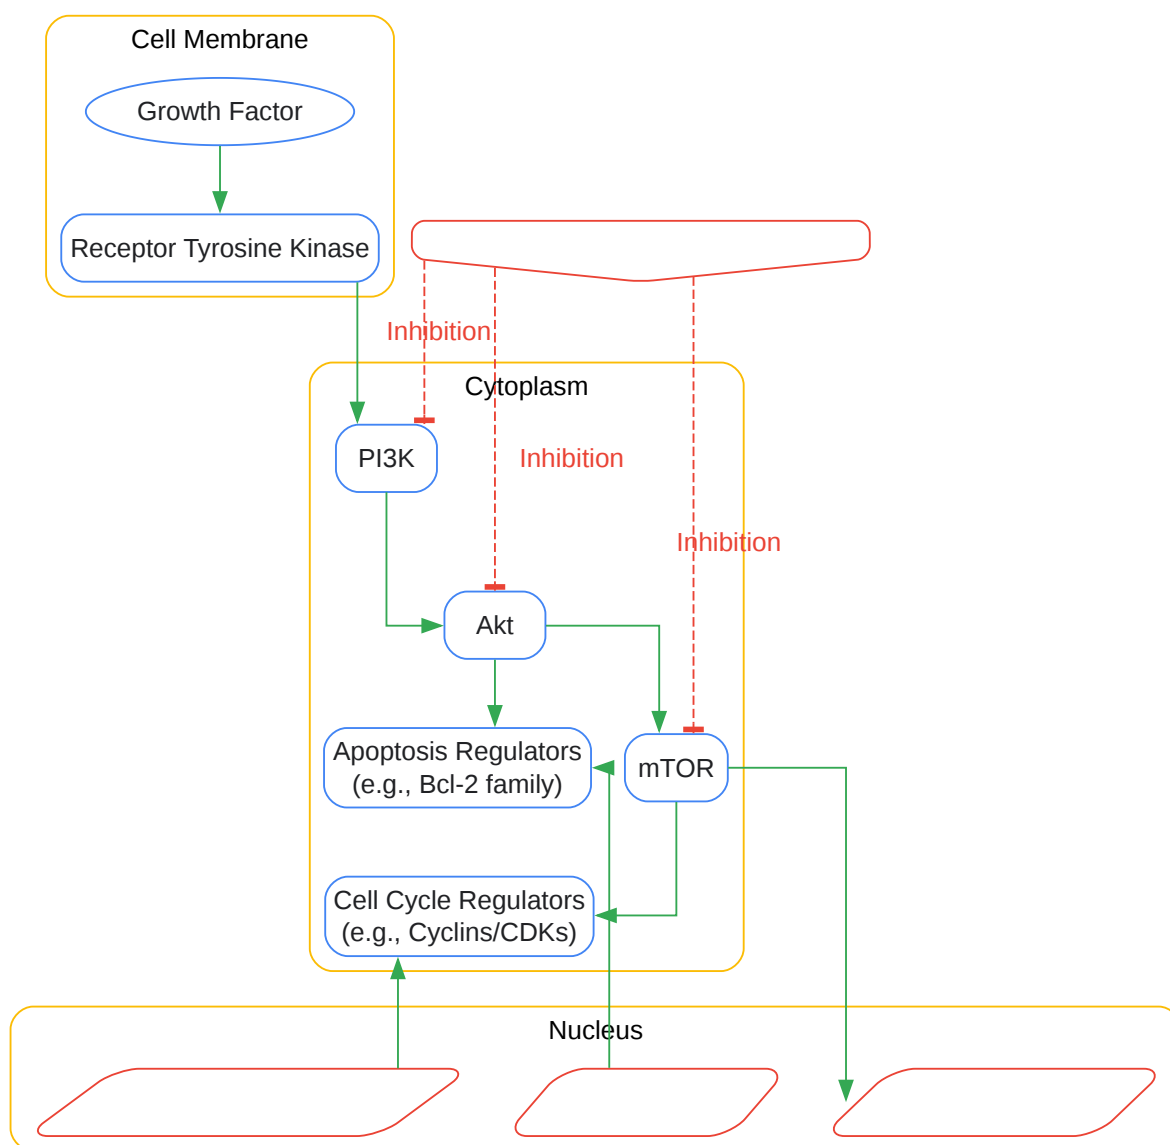 Cell Membrane
Growth Factor
Receptor Tyrosine Kinase
Inhibition
Cytoplasm
PI3K
Inhibition
Inhibition
Akt
Apoptosis Regulators
(e.g., Bcl-2 family)
mTOR
Cell Cycle Regulators
(e.g., Cyclins/CDKs)
Nucleus